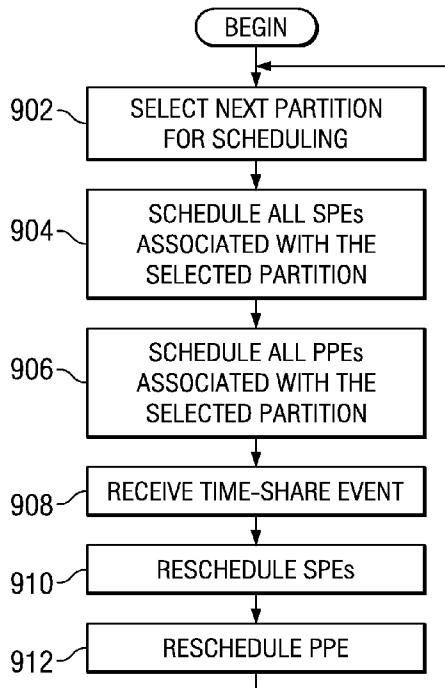 BEGIN
902
SELECT NEXT PARTITION
FOR SCHEDULING
904
SCHEDULE ALL SPEs
ASSOCIATED WITH THE
SELECTED PARTITION
906
SCHEDULE ALL PPEs
ASSOCIATED WITH THE
SELECTED PARTITION
908
RECEIVE TIME-SHARE EVENT
910
RESCHEDULE SPEs
912
RESCHEDULE PPE